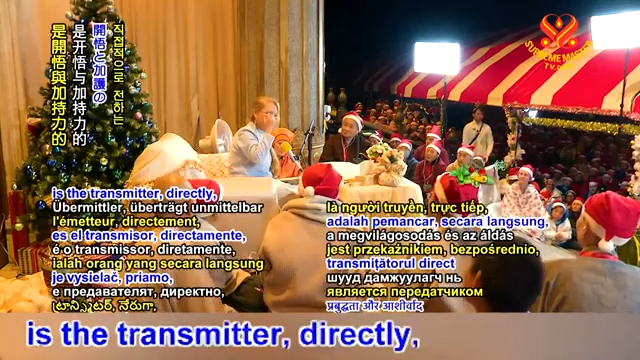 직접적으로 전하는
開悟と加護の
是开悟与加持力的
是開悟與加持力的
SUPREME MASTER
TV
is the transmitter, directly,
Übermittler, überträgt unmittelbar
l'émetteur, directement,
es el transmisor, directamente,
é o transmissor, diretamente,
ialah orang yang secara langsung
je vysielač, priamo,
е предавателят, директно,
ట్రాన్స్మిటర్, నేరుగా,
là người truyền, trực tiếp,
adalah pemancar, secara langsung,
a megvilágosodás és az áldás
jest przekaźnikiem, bezpośrednio,
transmițătorul direct
шууд дамжуулагч нь
является передатчиком
प्रबुद्धता और आशीर्वाद
is the transmitter, directly,